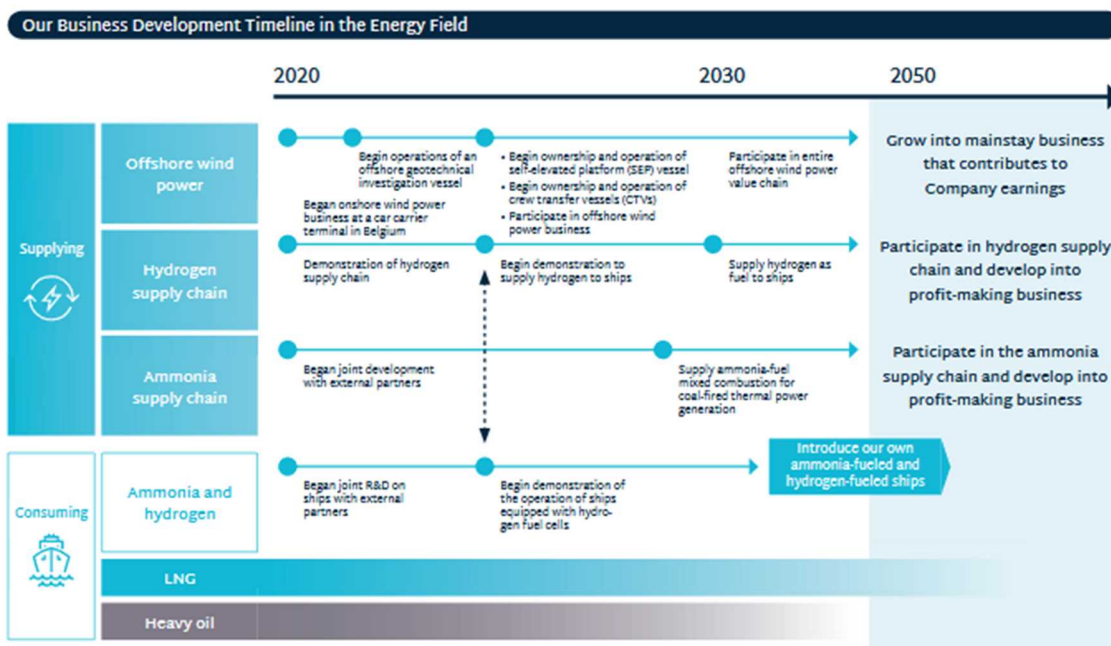 Our Business Development Timeline in the Energy Field
2020
2030
2050
Supplying
Offshore wind
power
Begin operations of an
offshore geotechnical
investigation vessel
Began onshore wind power
business at a car carrier
terminal in Belgium
• Begin ownership and operation of
self-elevated platform (SEP) vessel
• Begin ownership and operation of
crew transfer vessels (CTVs)
• Participate in offshore wind
power business
Participate in entire
offshore wind power
value chain
Grow into mainstay business
that contributes to
Company earnings
Hydrogen
supply chain
Demonstration of hydrogen
supply chain
Begin demonstration to
supply hydrogen to ships
Supply hydrogen as
fuel to ships
Participate in hydrogen supply
chain and develop into
profit-making business
Ammonia
supply chain
Began joint development
with external partners
Supply ammonia-fuel
mixed combustion for
coal-fired thermal power
generation
Participate in the ammonia
supply chain and develop into
profit-making business
Consuming
Ammonia and
hydrogen
Began joint R&D on
ships with external
partners
Begin demonstration of
the operation of ships
equipped with hydro-
gen fuel cells
Introduce our own
ammonia-fueled and
hydrogen-fueled ships
LNG
Heavy oil